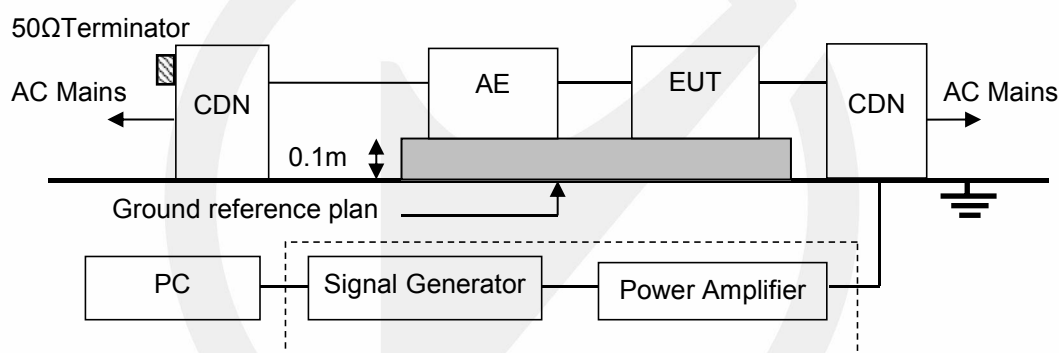 50ΩTerminator
AC Mains
CDN
AE
EUT
CDN
AC Mains
0.1m
Ground reference plan
PC
Signal Generator
Power Amplifier